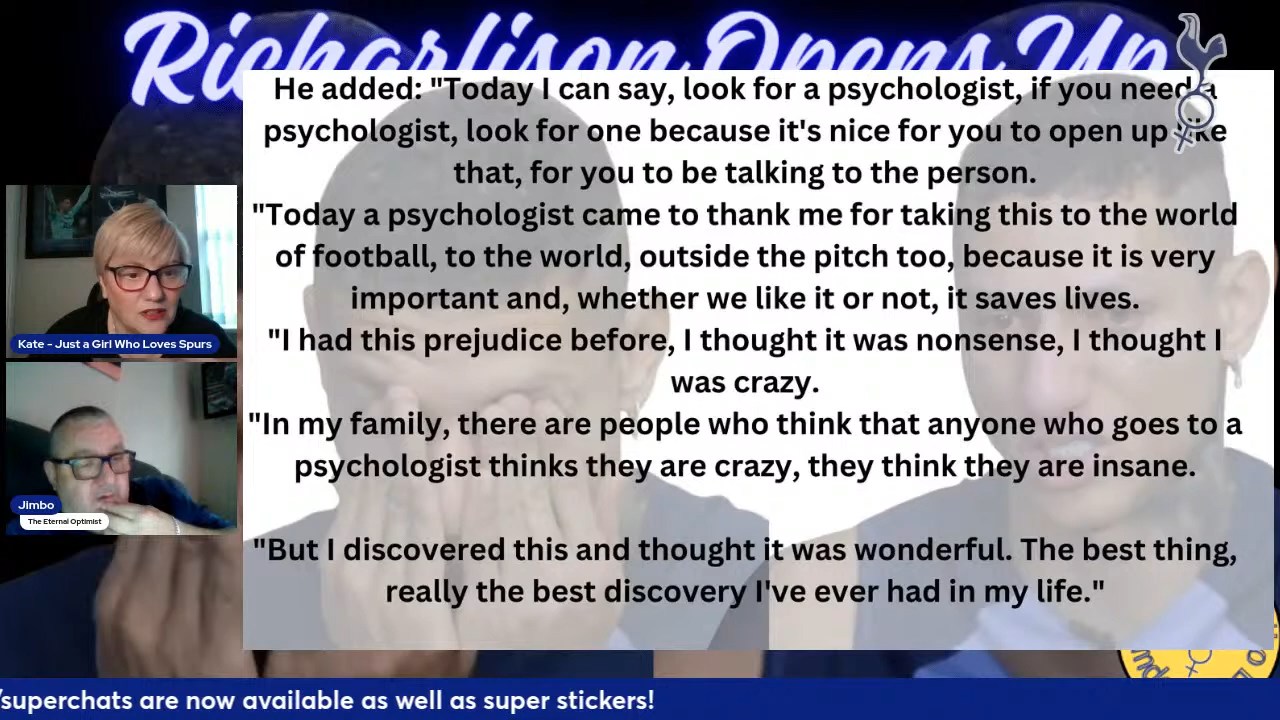 Richarlison Opens Up
He added: "Today I can say, look for a psychologist, if you need a
psychologist, look for one because it's nice for you to open up like
that, for you to be talking to the person.
"Today a psychologist came to thank me for taking this to the world
of football, to the world, outside the pitch too, because it is very
important and, whether we like it or not, it saves lives.
"I had this prejudice before, I thought it was nonsense, I thought I
was crazy.
"In my family, there are people who think that anyone who goes to a
psychologist thinks they are crazy, they think they are insane.
"But I discovered this and thought it was wonderful. The best thing,
really the best discovery I've ever had in my life."
Kate - Just a Girl Who Loves Spurs
Jimbo
The Eternal Optimist
/superchats are now available as well as super stickers!